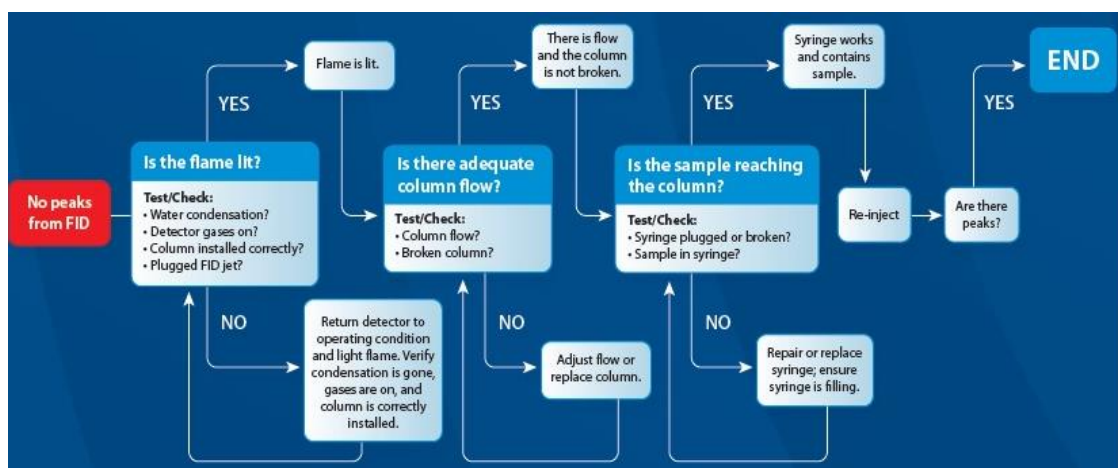 No peaks
from FID
Is the flame lit?
Test/Check:
• Water condensation?
• Detector gases on?
• Column installed correctly?
• Plugged FID jet?
YES
Flame is lit.
NO
Return detector to
operating condition
and light flame. Verify
condensation is gone,
gases are on, and
column is correctly
installed.
Is there adequate
column flow?
Test/Check:
• Column flow?
• Broken column?
YES
There is flow
and the column
is not broken.
NO
Adjust flow or
replace column.
Is the sample reaching
the column?
Test/Check:
• Syringe plugged or broken?
• Sample in syringe?
YES
Syringe works
and contains
sample.
NO
Repair or replace
syringe; ensure
syringe is filling.
Re-inject
Are there
peaks?
YES
END